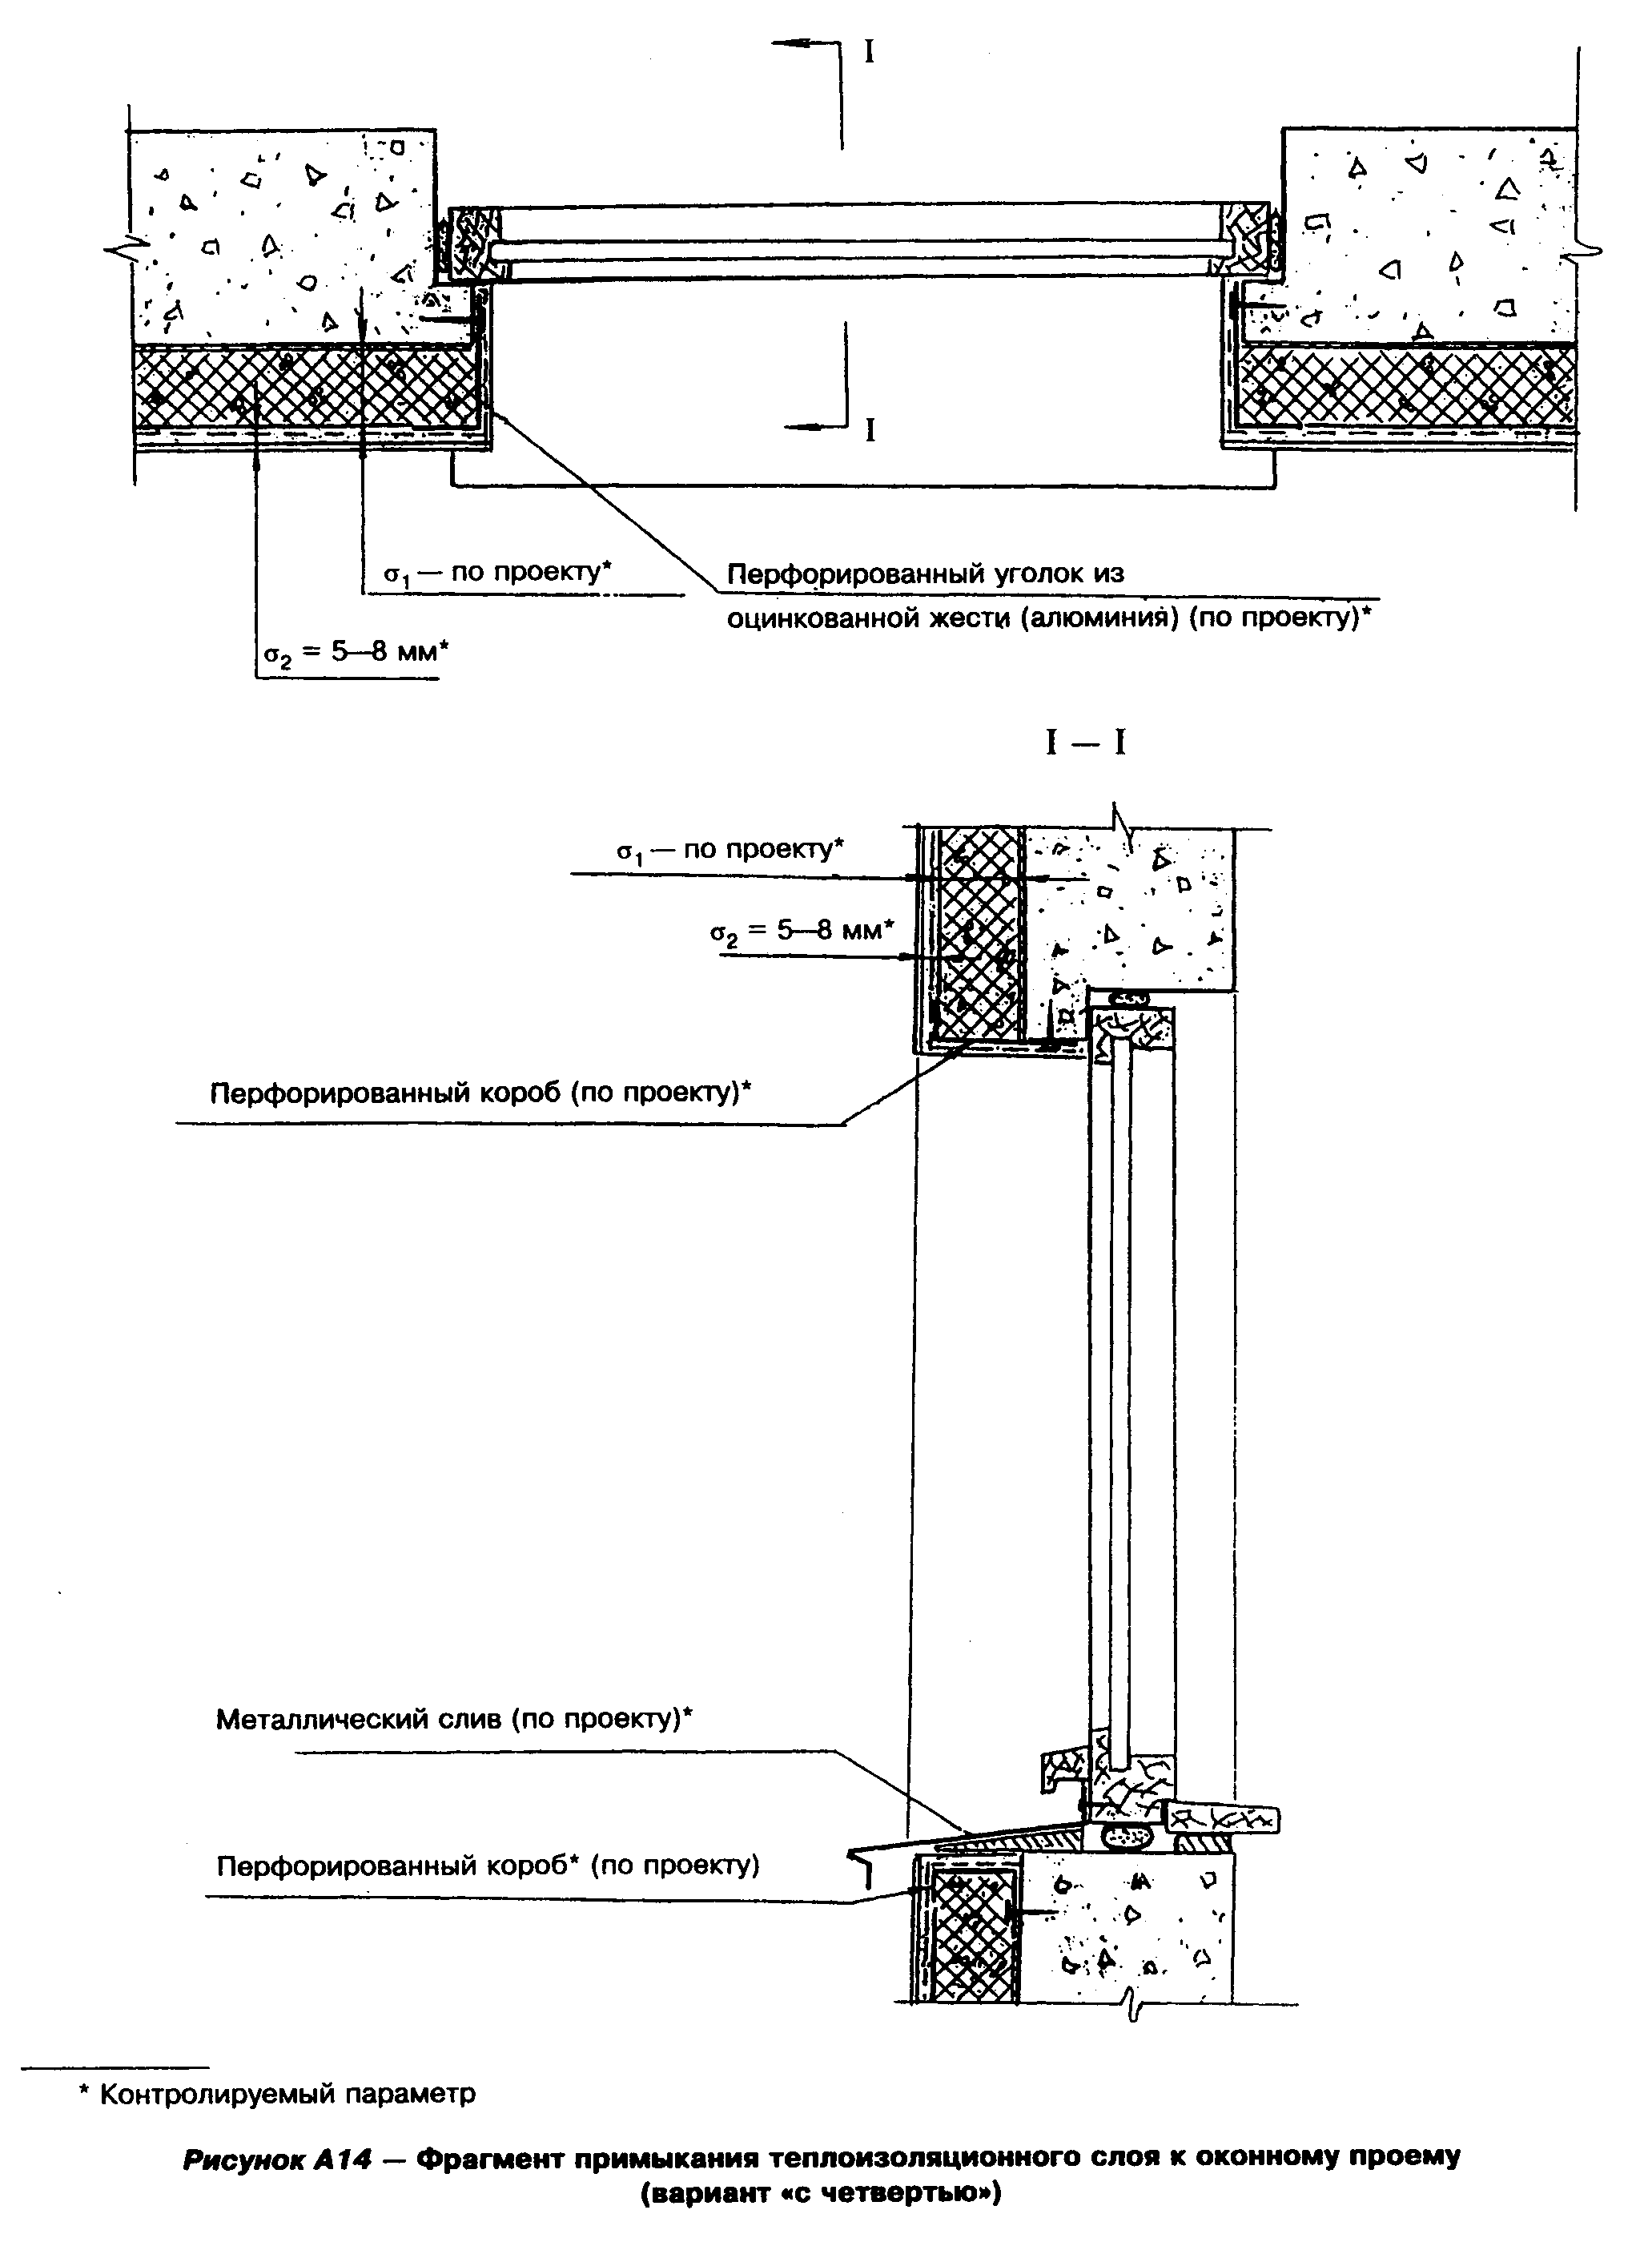 I
I
σ₁ — по проекту*
Перфорированный уголок из
оцинкованной жести (алюминия) (по проекту)*
σ₂ = 5—8 мм*
I — I
σ₁ — по проекту*
σ₂ = 5—8 мм*
Перфорированный короб (по проекту)*
Металлический слив (по проекту)*
Перфорированный короб* (по проекту)
* Контролируемый параметр
Рисунок А14 — Фрагмент примыкания теплоизоляционного слоя к оконному проему
(вариант «с четвертью»)